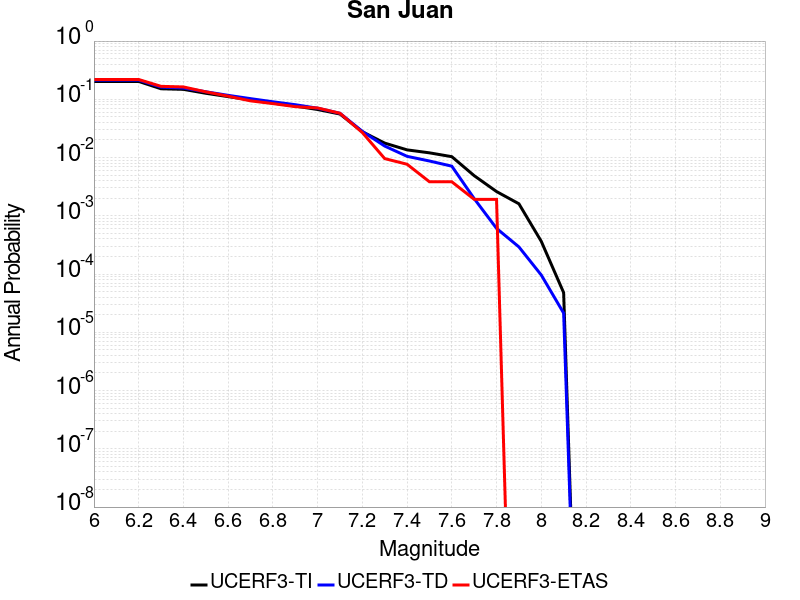 San Juan
10^0
10^-1
10^-2
10^-3
10^-4
10^-5
10^-6
10^-7
10^-8
Annual Probability
6 6.2 6.4 6.6 6.8 7 7.2 7.4 7.6 7.8 8 8.2 8.4 8.6 8.8 9
Magnitude
UCERF3-TI UCERF3-TD UCERF3-ETAS